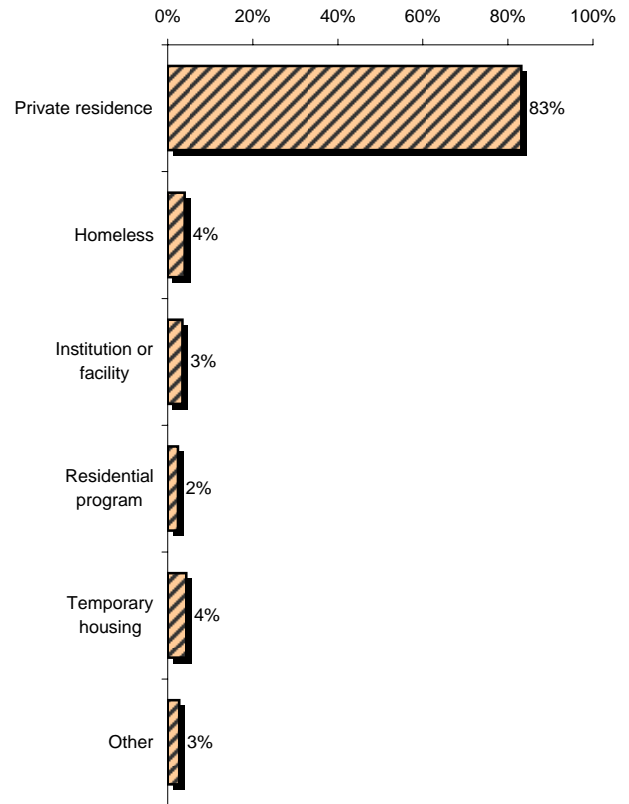 0% 20% 40% 60% 80% 100%
Private residence 83%
Homeless 4%
Institution or
facility 3%
Residential
program 2%
Temporary
housing 4%
Other 3%